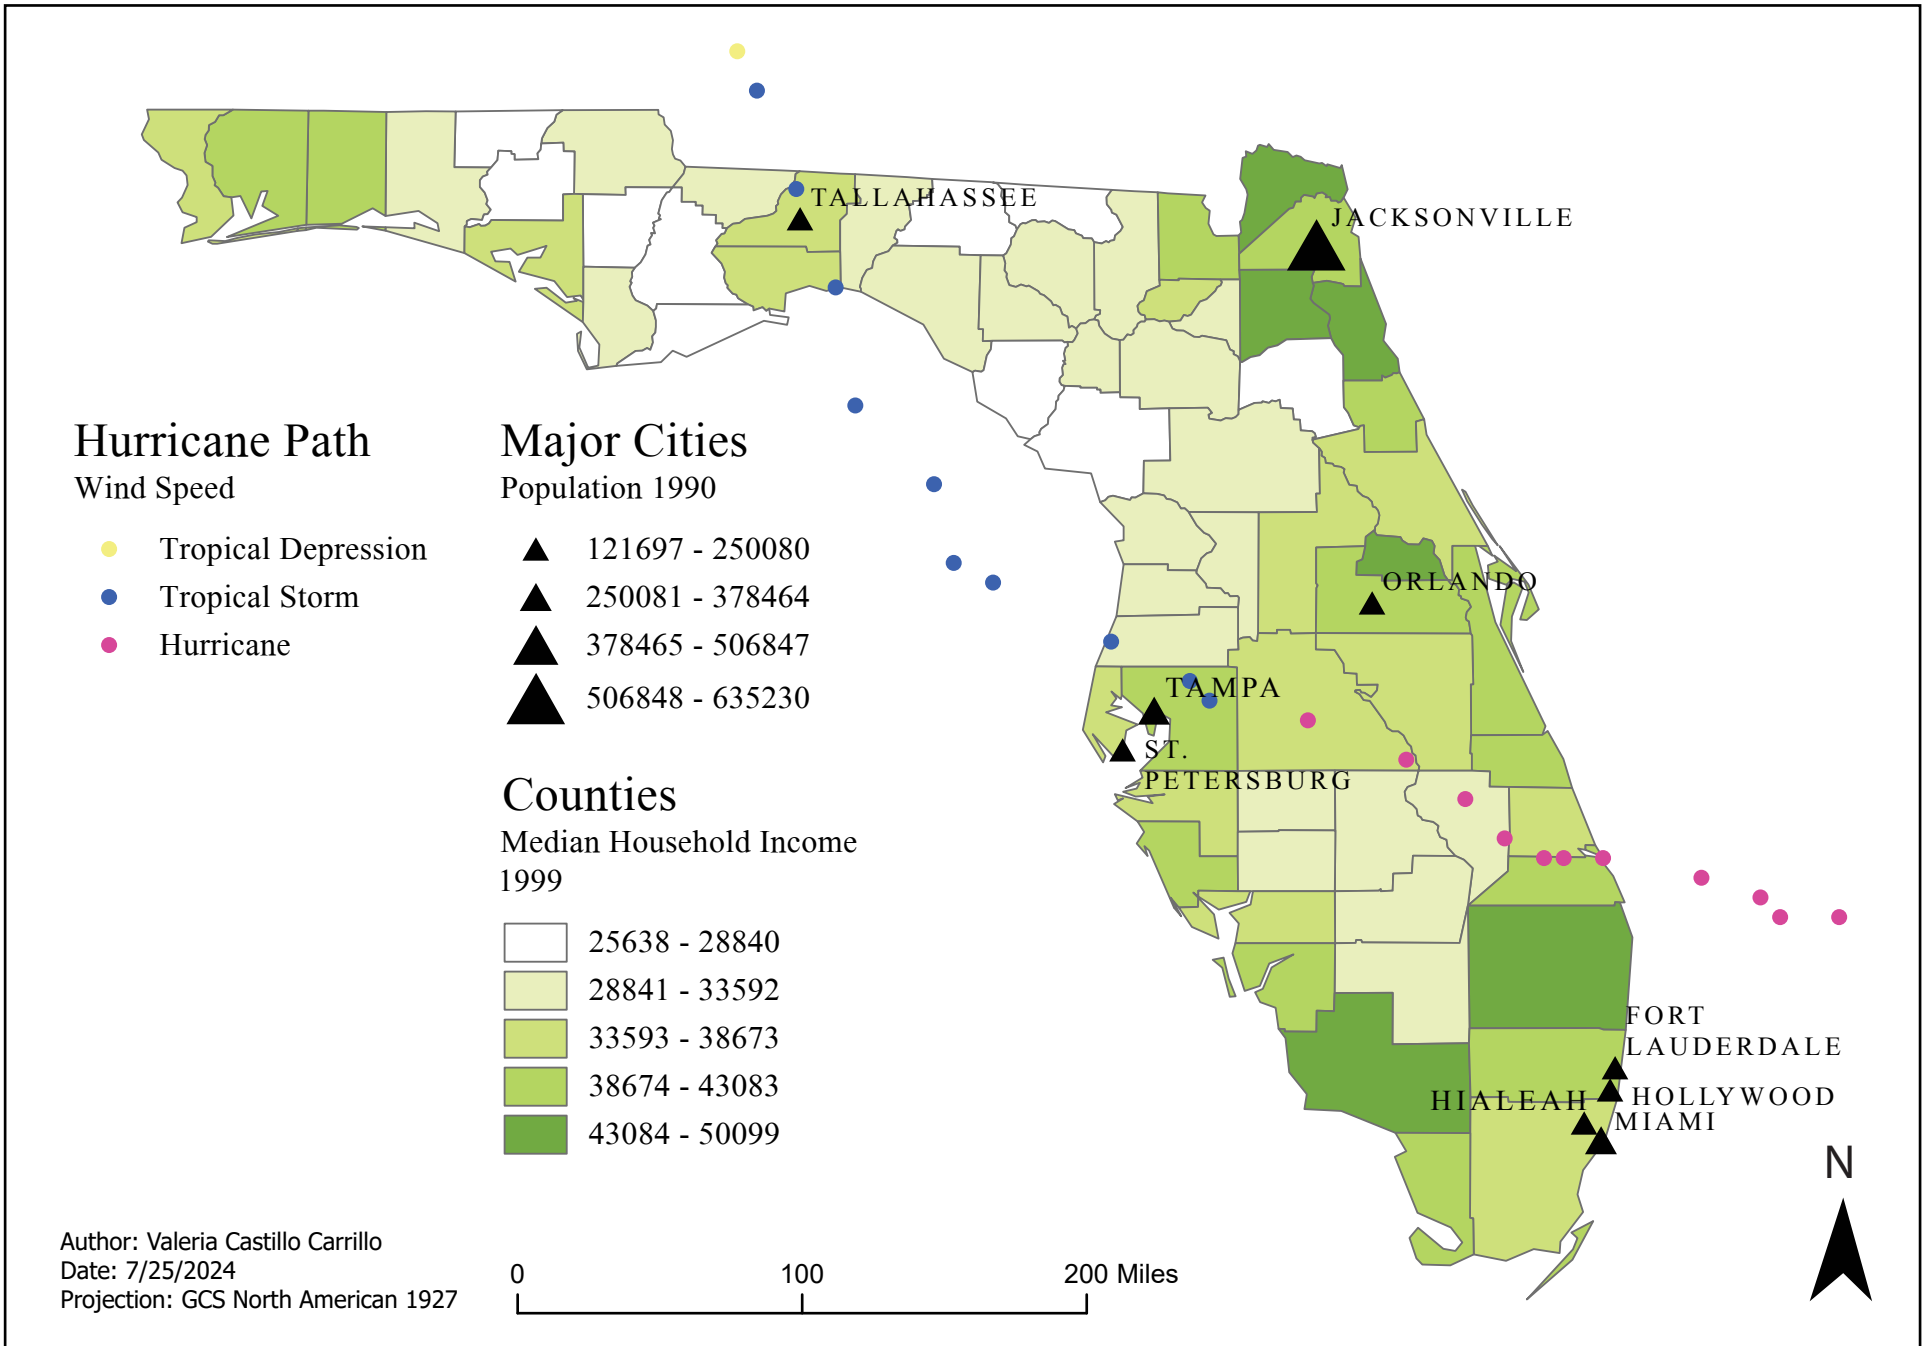 TALLAHASSEE
JACKSONVILLE
Hurricane Path
Wind Speed
Tropical Depression
Tropical Storm
Hurricane
Major Cities
Population 1990
121697 - 250080
250081 - 378464
378465 - 506847
506848 - 635230
Counties
Median Household Income
1999
25638 - 28840
28841 - 33592
33593 - 38673
38674 - 43083
43084 - 50099
ORLANDO
TAMPA
ST.
PETERSBURG
FORT
LAUDERDALE
HIALEAH
HOLLYWOOD
MIAMI
N
Author: Valeria Castillo Carrillo
Date: 7/25/2024
Projection: GCS North American 1927
0 100 200 Miles